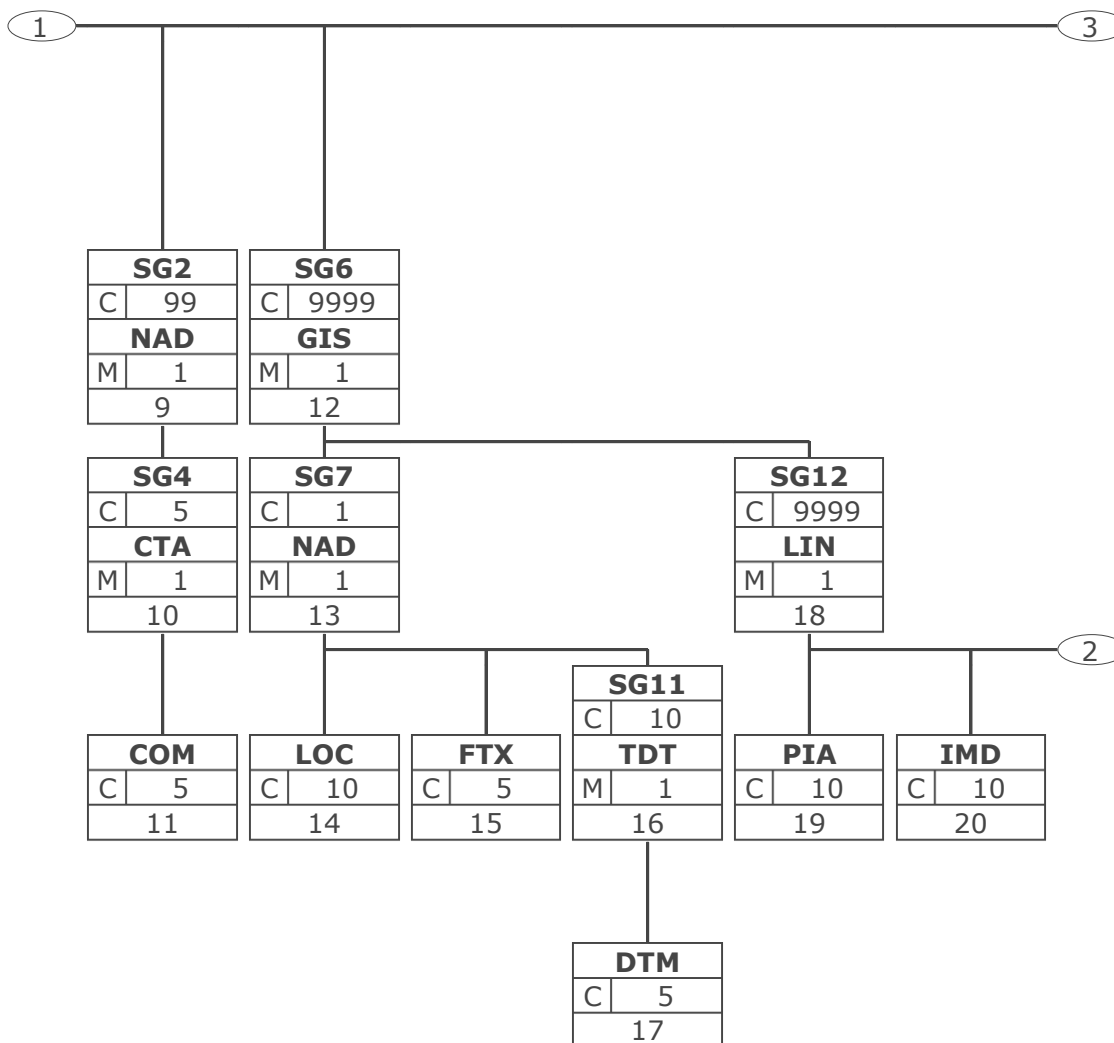 1
3
SG2
C 99
NAD
M 1
9
SG6
C 9999
GIS
M 1
12
SG4
C 5
CTA
M 1
10
SG7
C 1
NAD
M 1
13
SG12
C 9999
LIN
M 1
18
2
COM
C 5
11
LOC
C 10
14
FTX
C 5
15
SG11
C 10
TDT
M 1
16
PIA
C 10
19
IMD
C 10
20
DTM
C 5
17